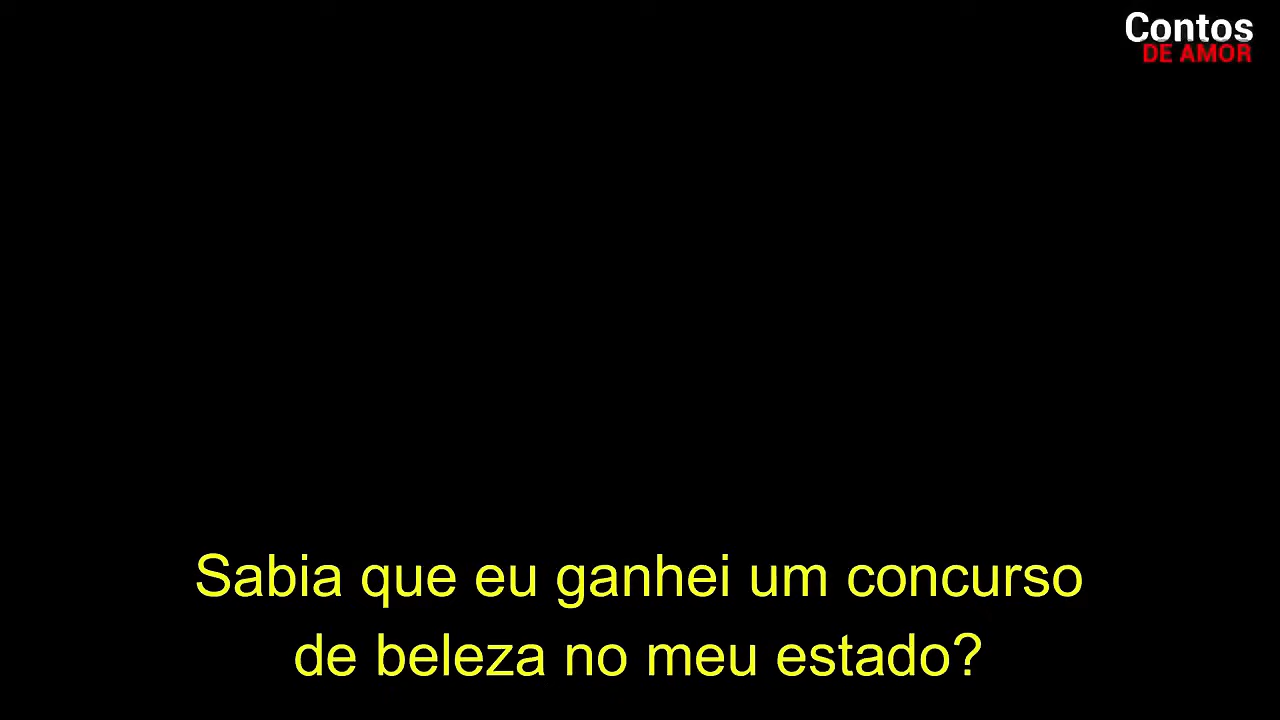 Contos
DE AMOR
Sabia que eu ganhei um concurso
de beleza no meu estado?